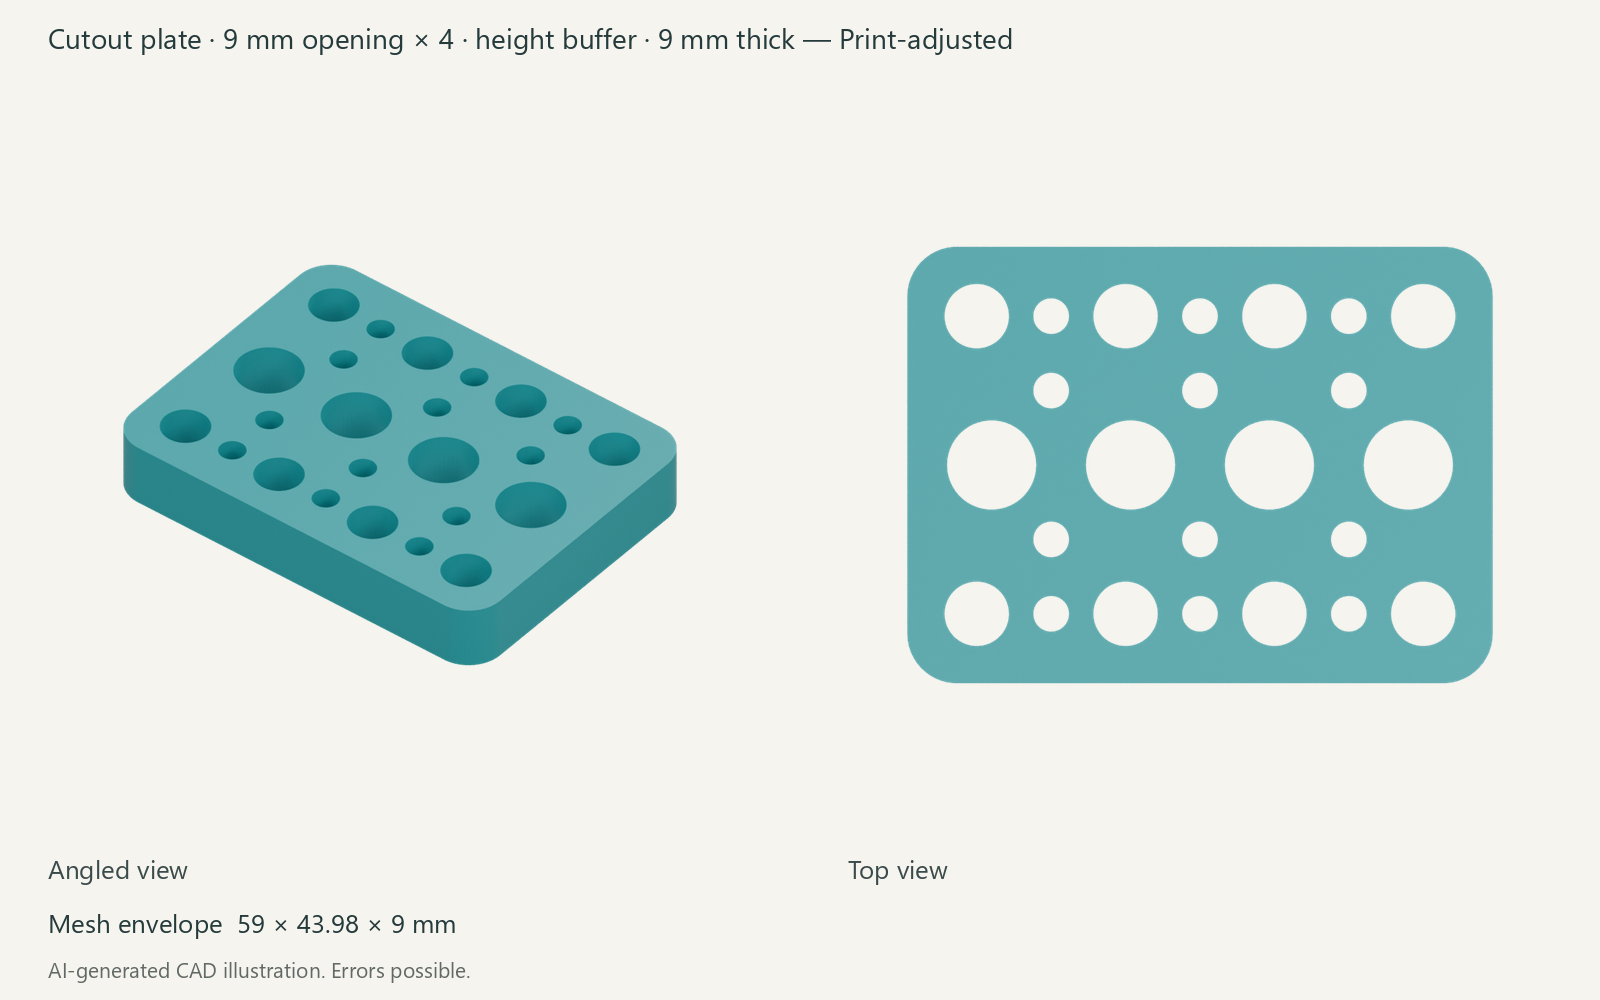 Cutout plate · 9 mm opening × 4 · height buffer · 9 mm thick — Print-adjusted
Angled view
Top view
Mesh envelope  59 × 43.98 × 9 mm
AI-generated CAD illustration. Errors possible.